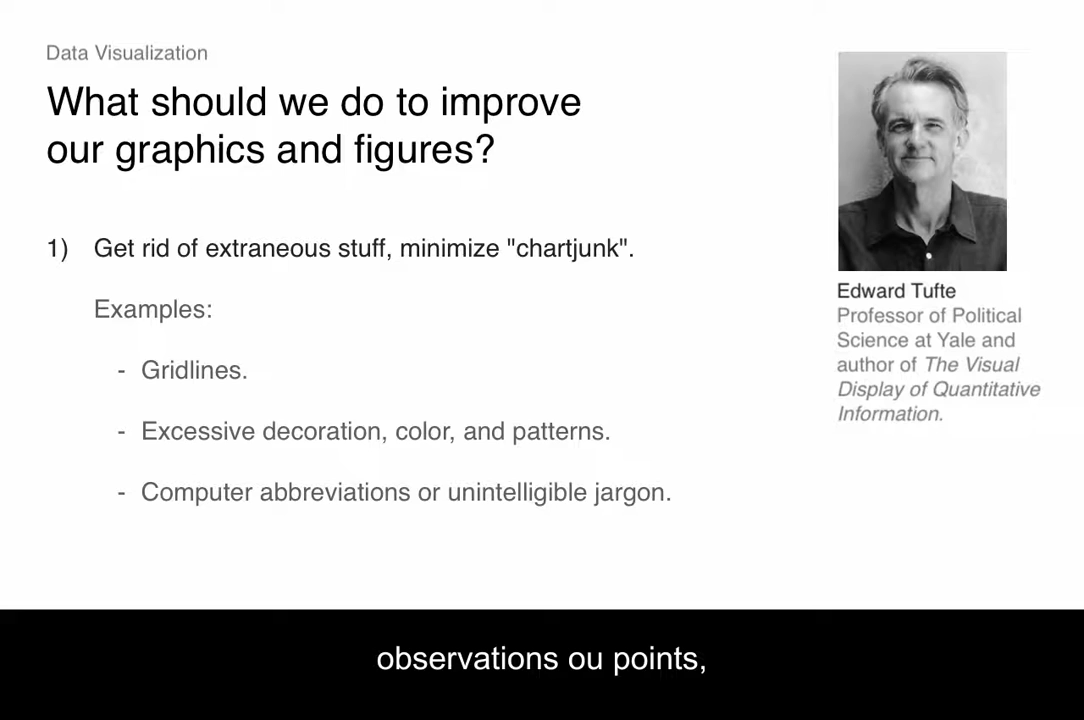 Data Visualization
What should we do to improve
our graphics and figures?
1) Get rid of extraneous stuff, minimize "chartjunk".
Examples:
- Gridlines.
- Excessive decoration, color, and patterns.
- Computer abbreviations or unintelligible jargon.
Edward Tufte
Professor of Political
Science at Yale and
author of The Visual
Display of Quantitative
Information.
observations ou points,